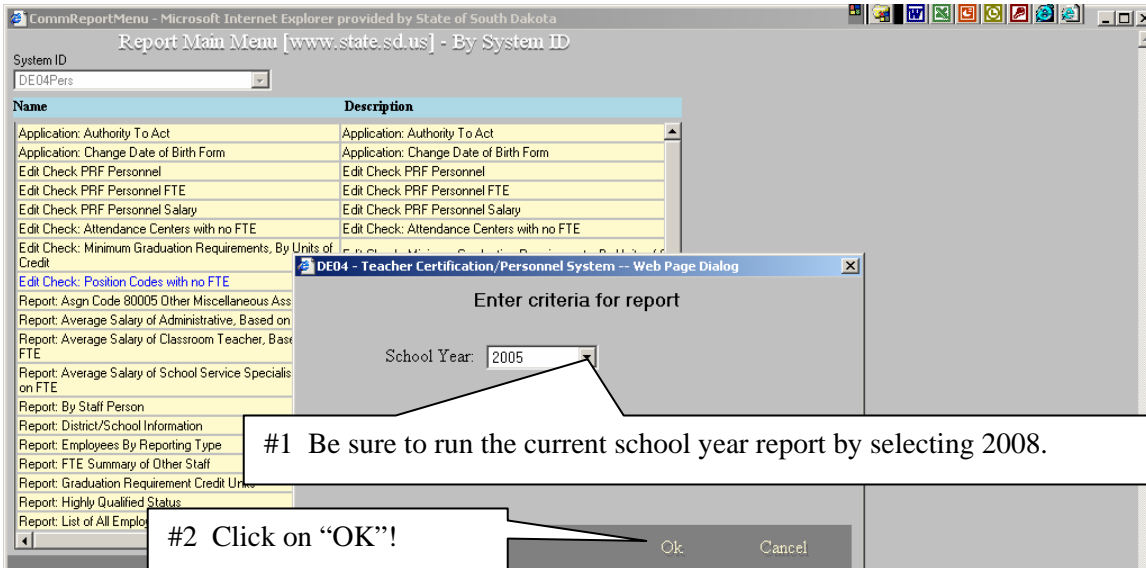 CommReportMenu - Microsoft Internet Explorer provided by State of South Dakota
Report Main Menu [www.state.sd.us] - By System ID
System ID
DE04Pers
Name Description
Application: Authority To Act Application: Authority To Act
Application: Change Date of Birth Form Application: Change Date of Birth Form
Edit Check PRF Personnel Edit Check PRF Personnel
Edit Check PRF Personnel FTE Edit Check PRF Personnel FTE
Edit Check PRF Personnel Salary Edit Check PRF Personnel Salary
Edit Check: Attendance Centers with no FTE Edit Check: Attendance Centers with no FTE
Edit Check: Minimum Graduation Requirements, By Units of
Credit
Edit Check: Position Codes with no FTE
Report: Asgn Code 80005 Other Miscellaneous Ass
Report: Average Salary of Administrative, Based on
Report: Average Salary of Classroom Teacher, Base
FTE
Report: Average Salary of School Service Specialis
on FTE
Report: By Staff Person
Report: District/School Information
Report: Employees By Reporting Type
Report: FTE Summary of Other Staff
Report: Graduation Requirement Credit Units
Report: Highly Qualified Status
Report: List of All Employ
DE04 - Teacher Certification/Personnel System -- Web Page Dialog
Enter criteria for report
School Year: 2005
#1 Be sure to run the current school year report by selecting 2008.
#2 Click on “OK”!
Ok Cancel